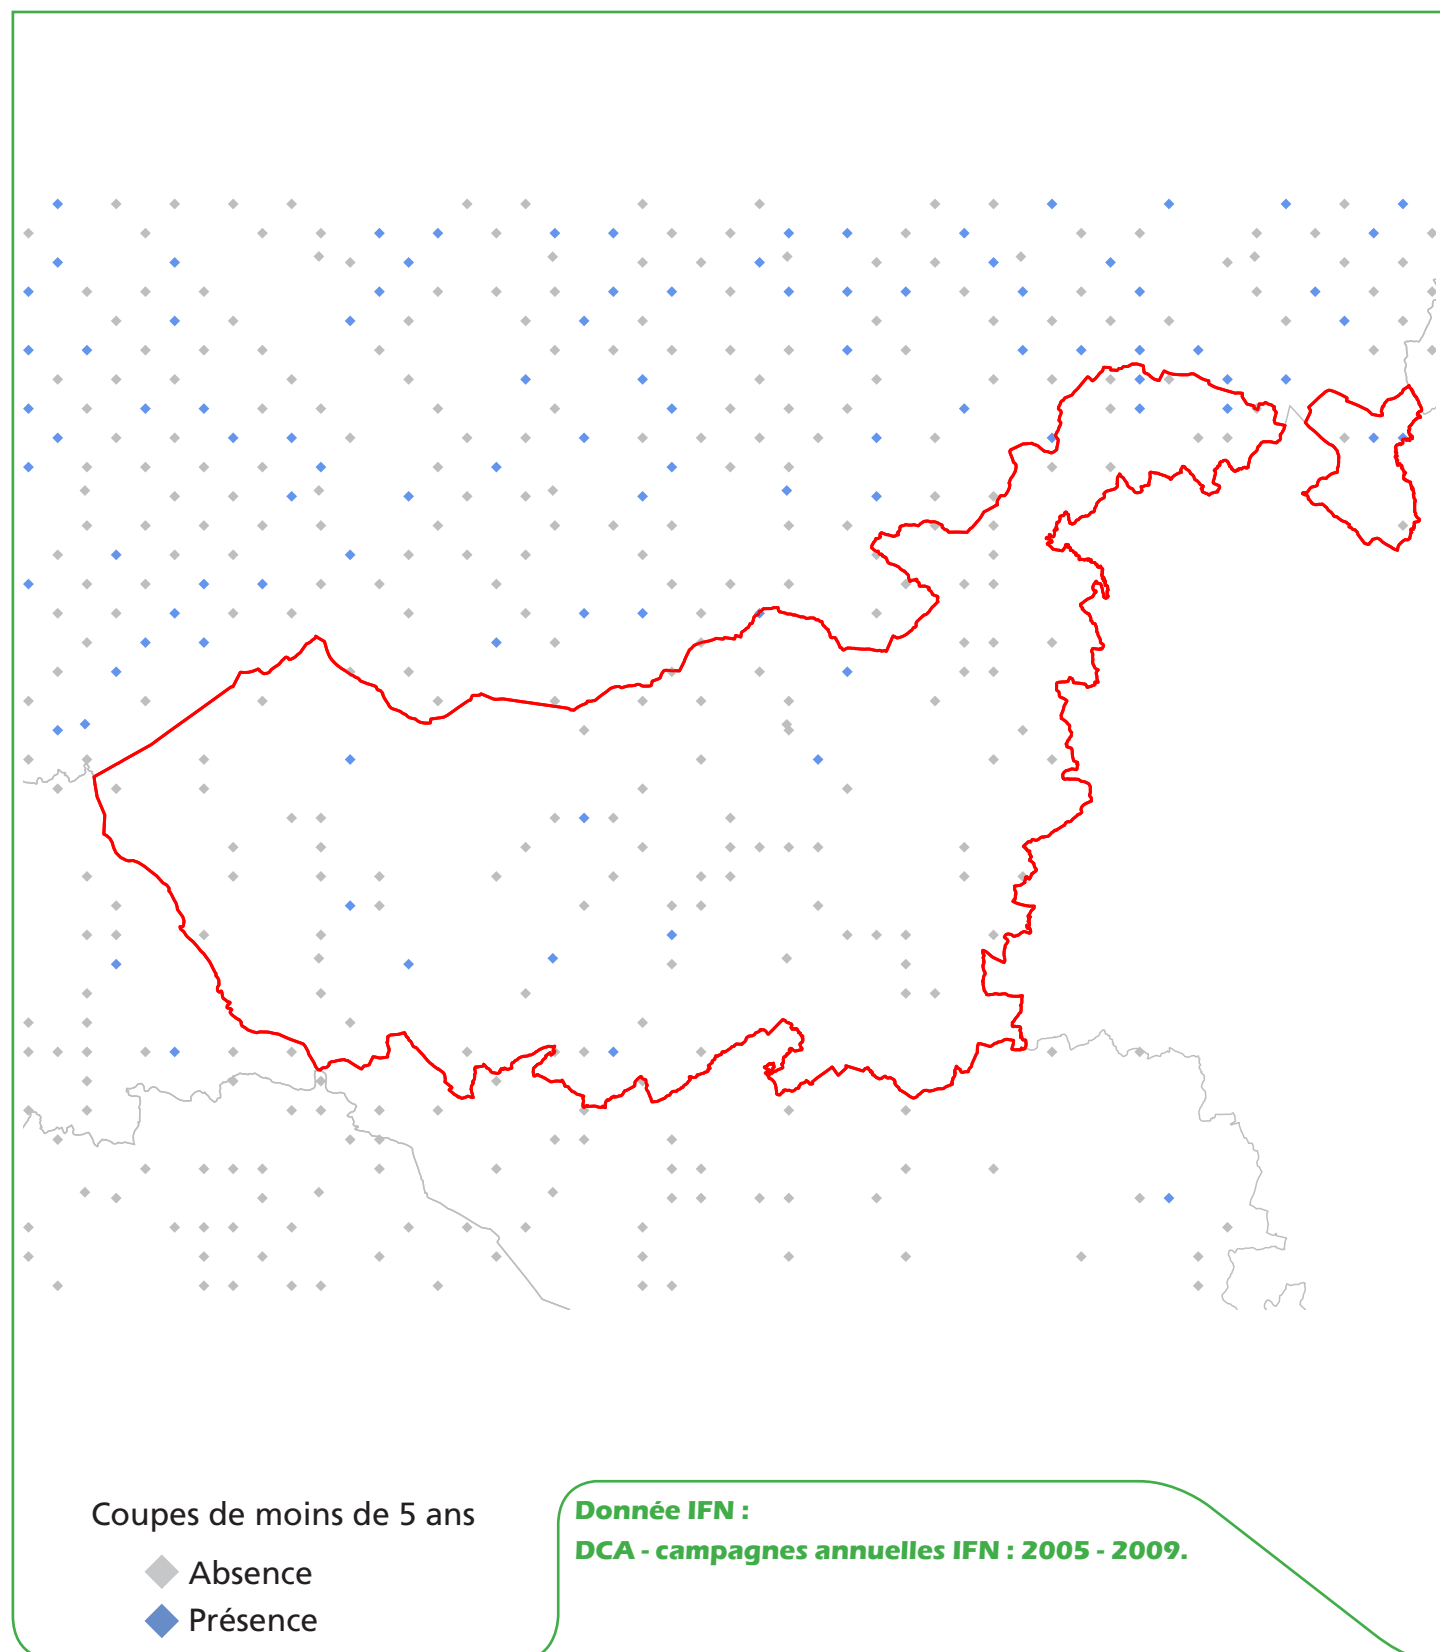 Coupes de moins de 5 ans
Absence
Présence
Donnée IFN :
DCA - campagnes annuelles IFN : 2005 - 2009.